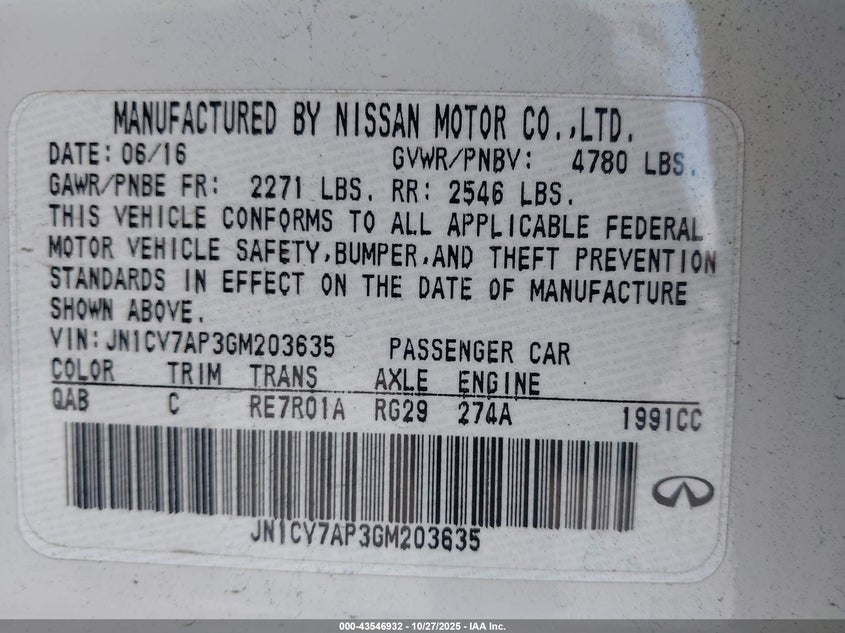 MANUFACTURED BY NISSAN MOTOR CO.,LTD.
DATE: 06/16 GVWR/PNBV: 4780 LBS.
GAWR/PNBE FR: 2271 LBS. RR: 2546 LBS.
THIS VEHICLE CONFORMS TO ALL APPLICABLE FEDERAL
MOTOR VEHICLE SAFETY,BUMPER,AND THEFT PREVENTION
STANDARDS IN EFFECT ON THE DATE OF MANUFACTURE
SHOWN ABOVE.
VIN:JN1CV7AP3GM203635 PASSENGER CAR
COLOR TRIM TRANS AXLE ENGINE
QAB C RE7R01A RG29 274A 1991CC
JN1CV7AP3GM203635
000-43546932 - 10/27/2025 - IAA Inc.